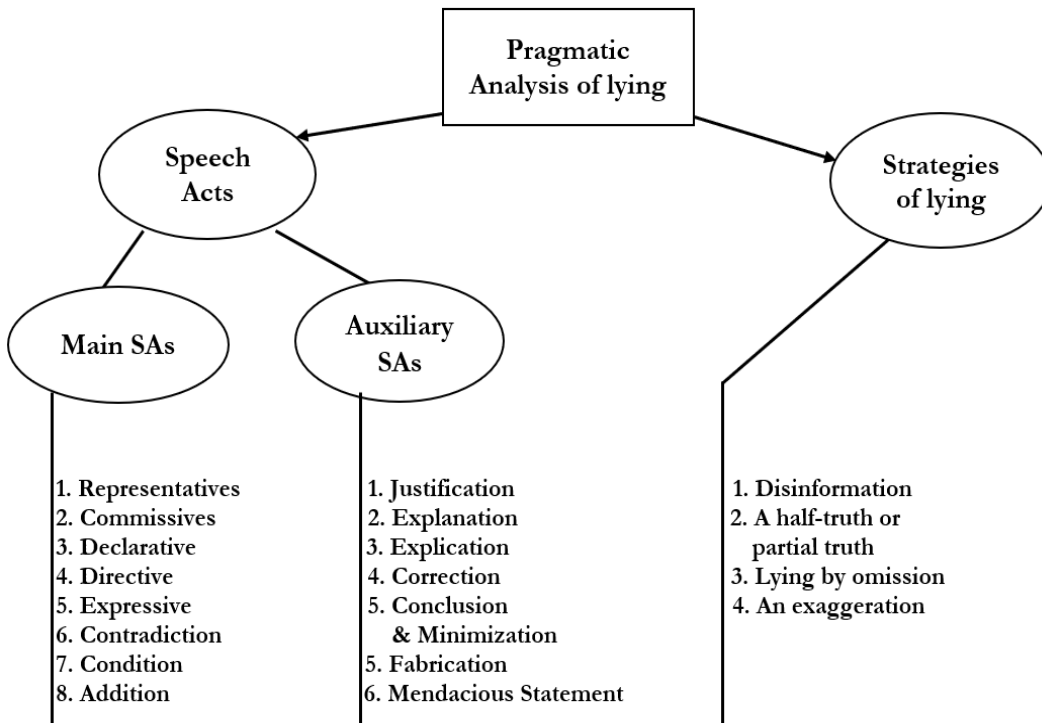 Pragmatic
Analysis of lying
Speech
Acts
Strategies
of lying
Main SAs
Auxiliary
SAs
1. Representatives
2. Commissives
3. Declarative
4. Directive
5. Expressive
6. Contradiction
7. Condition
8. Addition
1. Justification
2. Explanation
3. Explication
4. Correction
5. Conclusion
& Minimization
5. Fabrication
6. Mendacious Statement
1. Disinformation
2. A half-truth or
partial truth
3. Lying by omission
4. An exaggeration